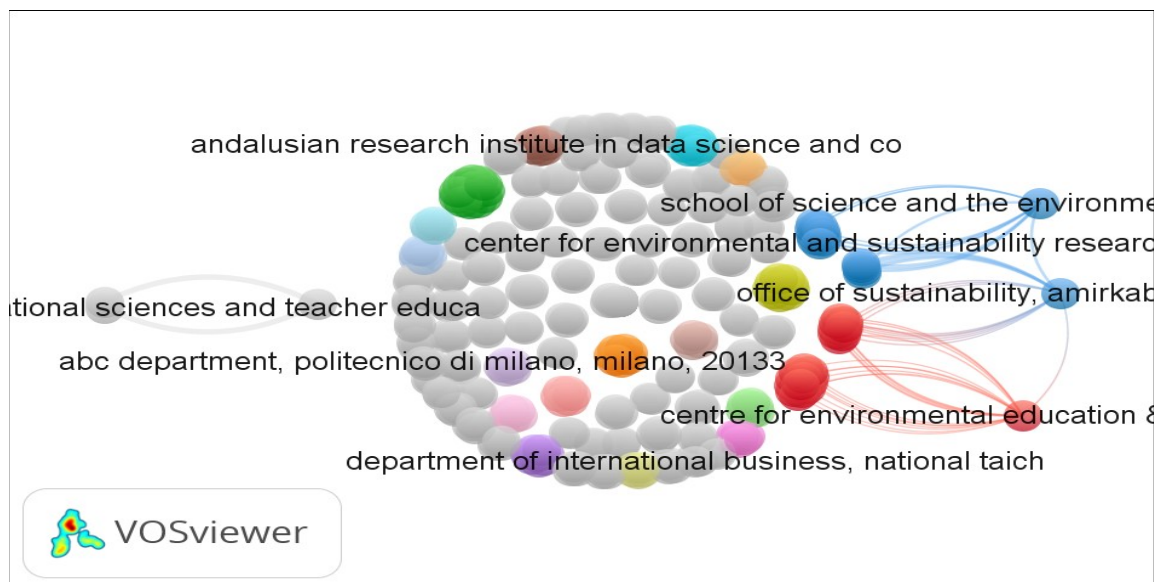 andalusian research institute in data science and co
school of science and the environme
center for environmental and sustainability researc
office of sustainability, amirkab
ational sciences and teacher educa
abc department, politecnico di milano, milano, 20133
centre for environmental education &
department of international business, national taich
VOSviewer